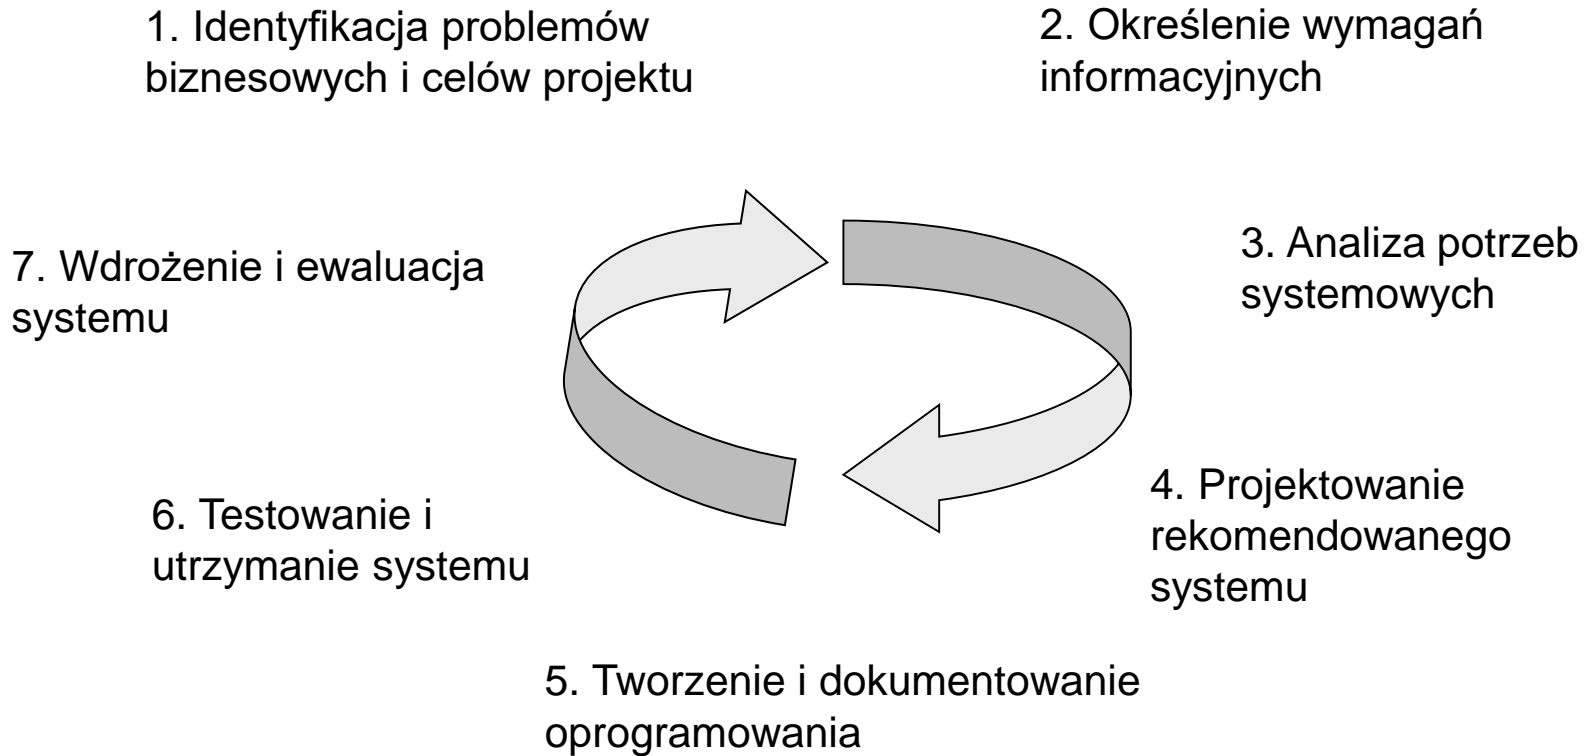 1. Identyfikacja problemów
biznesowych i celów projektu
2. Określenie wymagań
informacyjnych
3. Analiza potrzeb
systemowych
4. Projektowanie
rekomendowanego
systemu
5. Tworzenie i dokumentowanie
oprogramowania
6. Testowanie i
utrzymanie systemu
7. Wdrożenie i ewaluacja
systemu